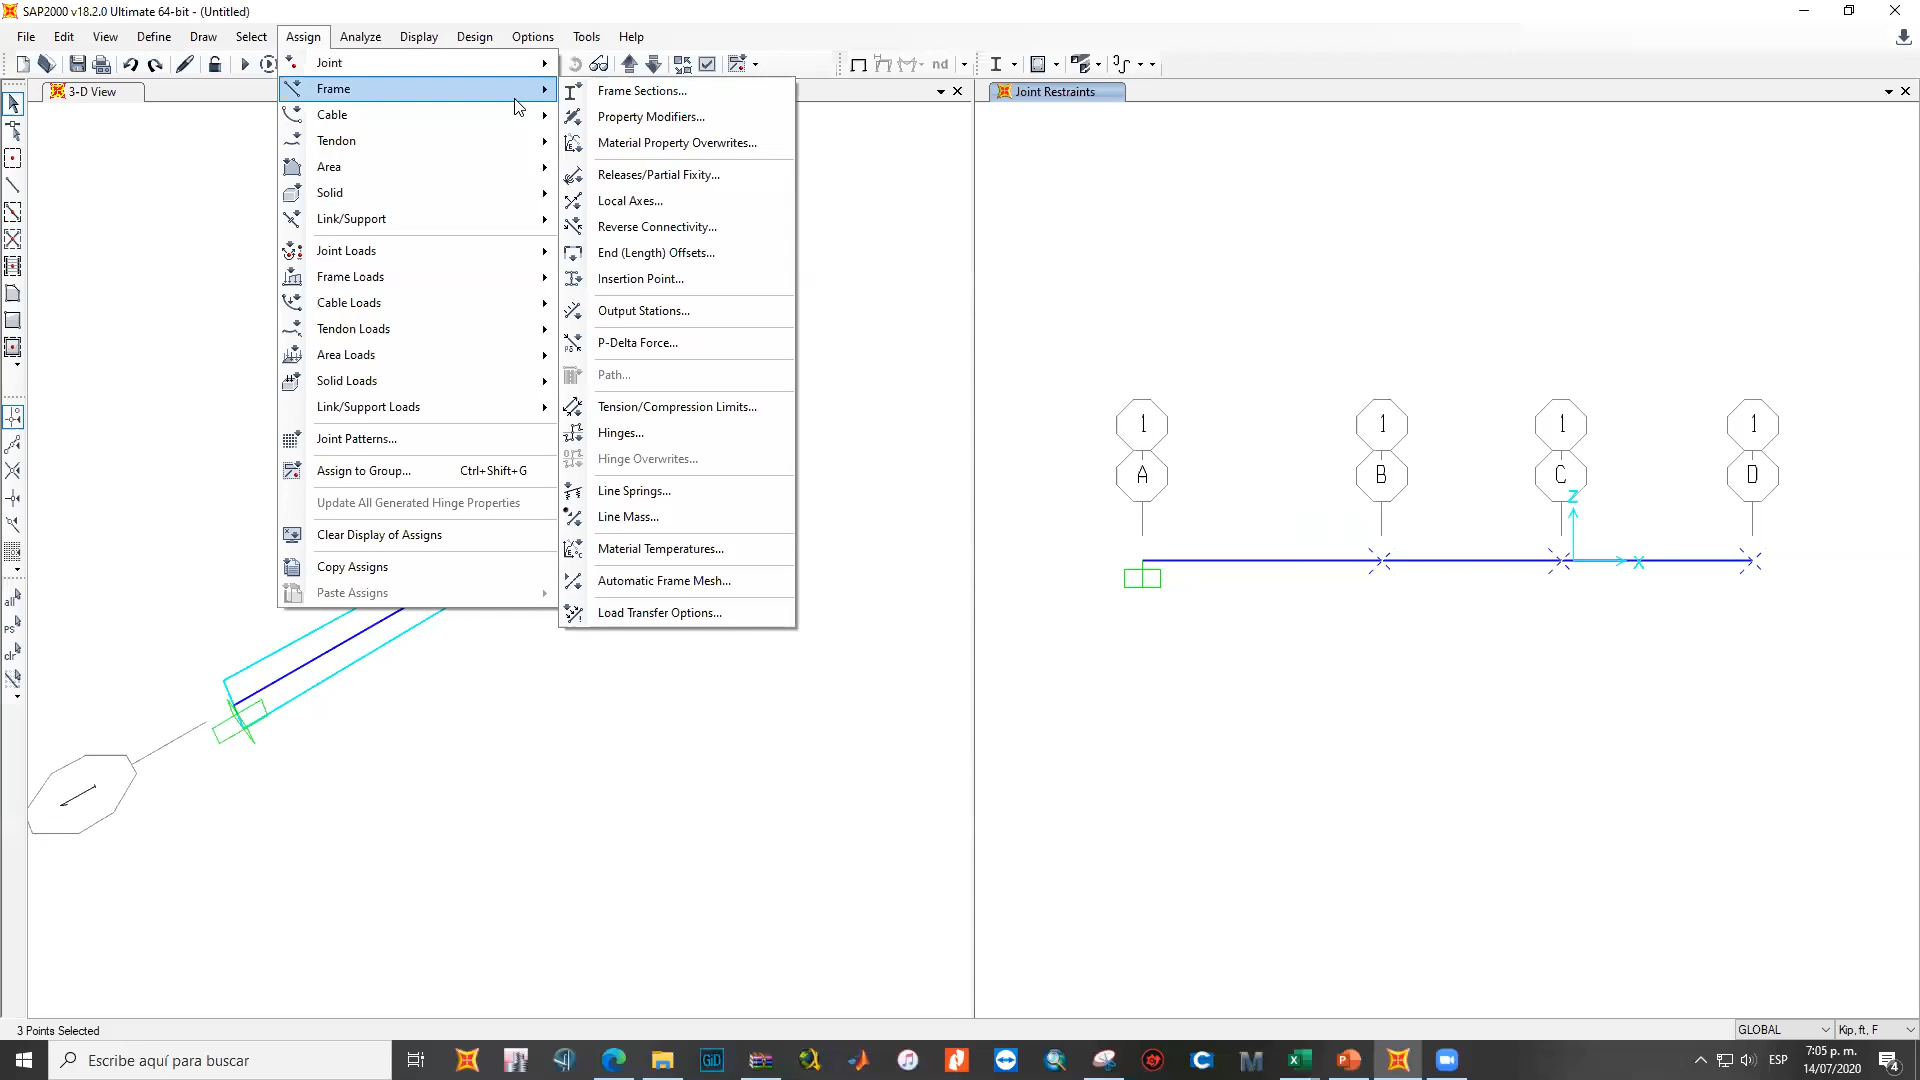 SAP2000 v18.2.0 Ultimate 64-bit - (Untitled)
File Edit View Define Draw Select Assign Analyze Display Design Options Tools Help
nd
3-D View
Joint Restraints
Joint
Frame
Cable
Tendon
Area
Solid
Link/Support
Joint Loads
Frame Loads
Cable Loads
Tendon Loads
Area Loads
Solid Loads
Link/Support Loads
Joint Patterns...
Assign to Group... Ctrl+Shift+G
Update All Generated Hinge Properties
Clear Display of Assigns
Copy Assigns
Paste Assigns
Frame Sections...
Property Modifiers...
Material Property Overwrites...
Releases/Partial Fixity...
Local Axes...
Reverse Connectivity...
End (Length) Offsets...
Insertion Point...
Output Stations...
P-Delta Force...
Path...
Tension/Compression Limits...
Hinges...
Hinge Overwrites...
Line Springs...
Line Mass...
Material Temperatures...
Automatic Frame Mesh...
Load Transfer Options...
all
PS
clr
1 1 1 1
A B C D
Z
X
3 Points Selected
GLOBAL
Kip, ft, F
Escribe aquí para buscar
GiD
ESP
7:05 p. m.
14/07/2020
4